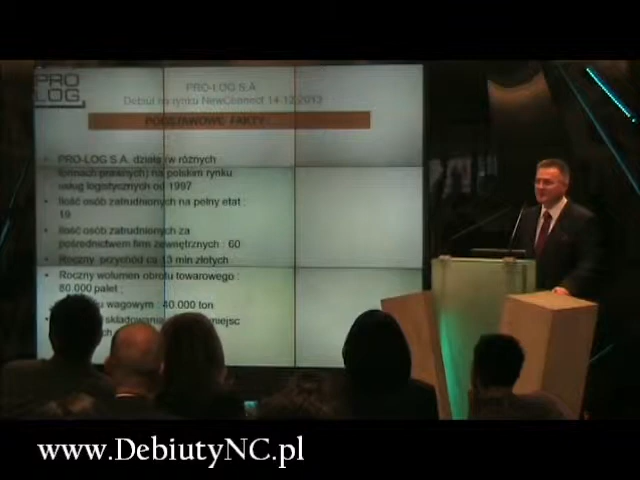 PRO
LOG
PRO-LOG S.A
Debiut na rynku NewConnect 14.12.2012
PODSTAWOWE FAKTY :
• PRO-LOG S.A. działa (w różnych
formach prawnych) na polskim rynku
usług logistycznych od 1997
• Ilość osób zatrudnionych na pełny etat :
19
• Ilość osób zatrudnionych za
pośrednictwem firm zewnętrznych : 60
• Roczny przychód ca 13 mln złotych
• Roczny wolumen obrotu towarowego :
80.000 palet ;
wagowym : 40.000 ton
składowania
www.DebiutyNC.pl